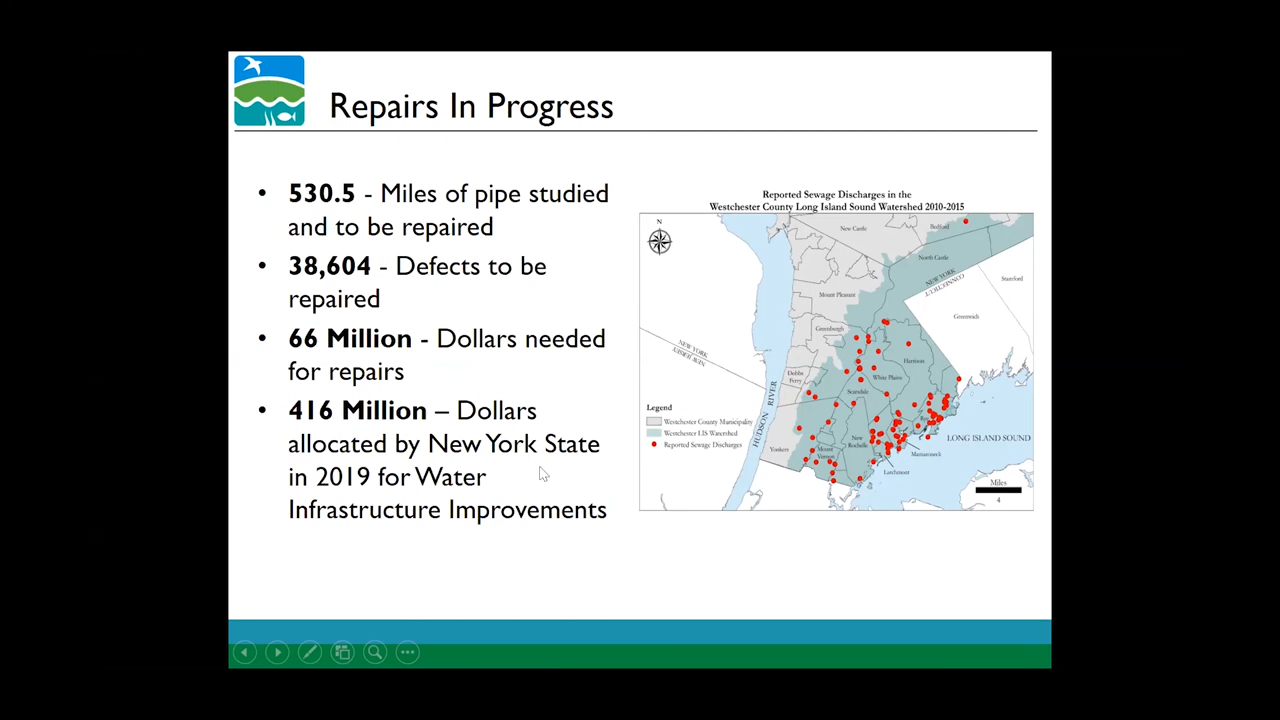 Repairs In Progress
• 530.5 - Miles of pipe studied
and to be repaired
• 38,604 - Defects to be
repaired
• 66 Million - Dollars needed
for repairs
• 416 Million – Dollars
allocated by New York State
in 2019 for Water
Infrastructure Improvements
Reported Sewage Discharges in the
Westchester County Long Island Sound Watershed 2010-2015
N
New Castle
Bedford
North Castle
NEW YORK
CONNECTICUT
Stamford
Mount Pleasant
Greenwich
Greenburgh
NEW YORK
NEW JERSEY
Harrison
Dobbs
Ferry
White Plains
Scarsdale
HUDSON RIVER
Legend
Westchester County Municipality
Westchester LIS Watershed
Reported Sewage Discharges
Yonkers
Mount
Vernon
New
Rochelle
LONG ISLAND SOUND
Mamaroneck
Larchmont
Miles
4